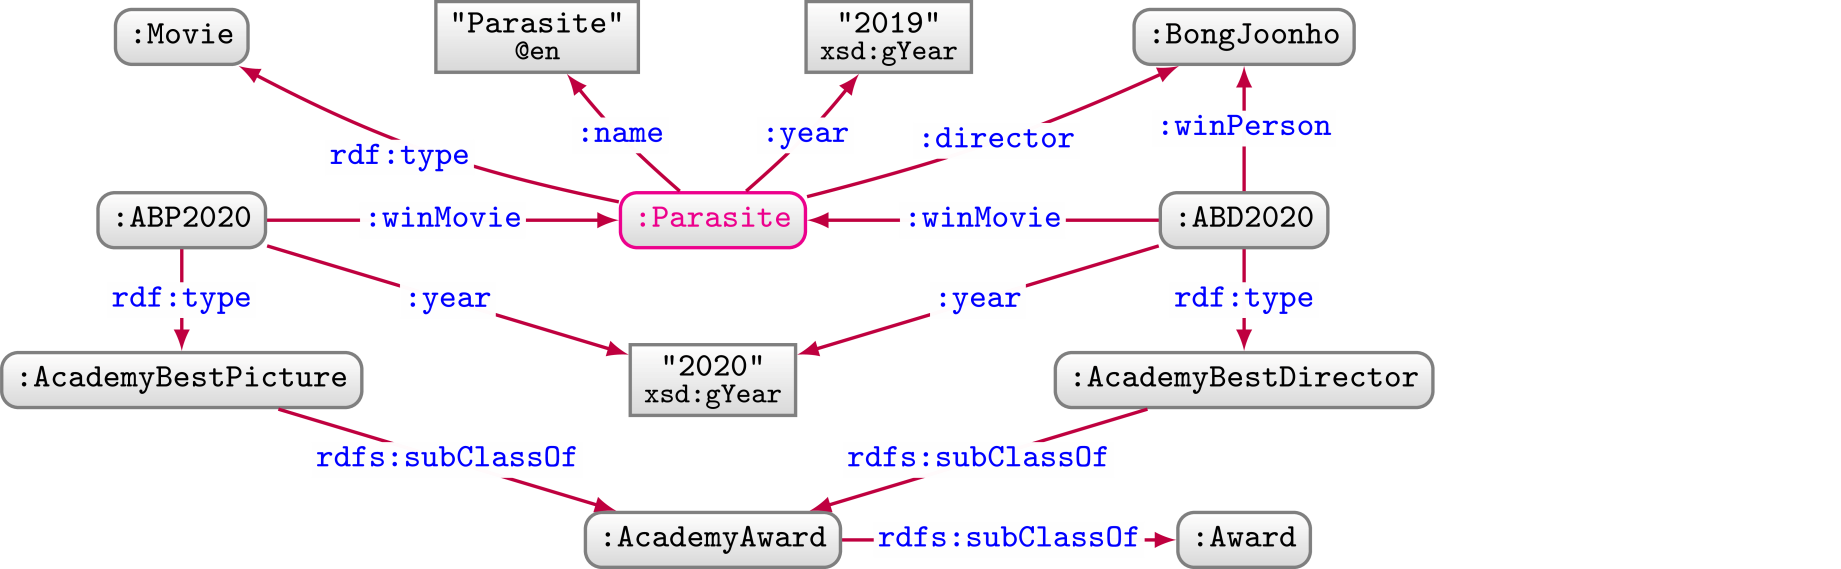 :Movie
"Parasite"
@en
"2019"
xsd:gYear
:BongJoonho
rdf:type
:name
:year
:director
:winPerson
:ABP2020
:winMovie
:Parasite
:winMovie
:ABD2020
rdf:type
:year
:year
rdf:type
:AcademyBestPicture
"2020"
xsd:gYear
:AcademyBestDirector
rdfs:subClassOf
rdfs:subClassOf
:AcademyAward
rdfs:subClassOf
:Award